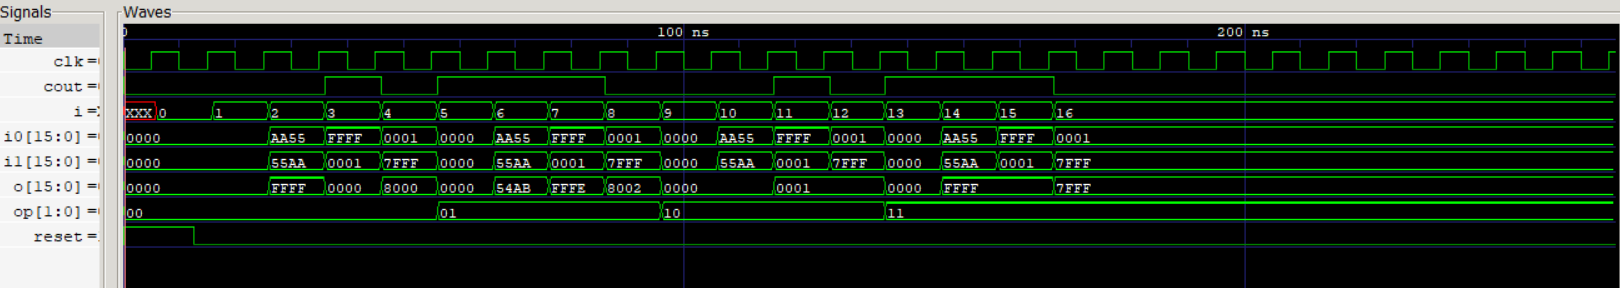 Signals Waves
Time 0 100 ns 200 ns
clk=
cout=
i= XXX 0 1 2 3 4 5 6 7 8 9 10 11 12 13 14 15 16
i0[15:0] = 0000 AA55 FFFF 0001 0000 AA55 FFFF 0001 0000 AA55 FFFF 0001 0000 AA55 FFFF 0001
i1[15:0] = 0000 55AA 0001 7FFF 0000 55AA 0001 7FFF 0000 55AA 0001 7FFF 0000 55AA 0001 7FFF
o[15:0] = 0000 FFFF 0000 8000 0000 54AB FFFE 8002 0000 0001 0000 FFFF 7FFF
op[1:0] = 00 01 10 11
reset=